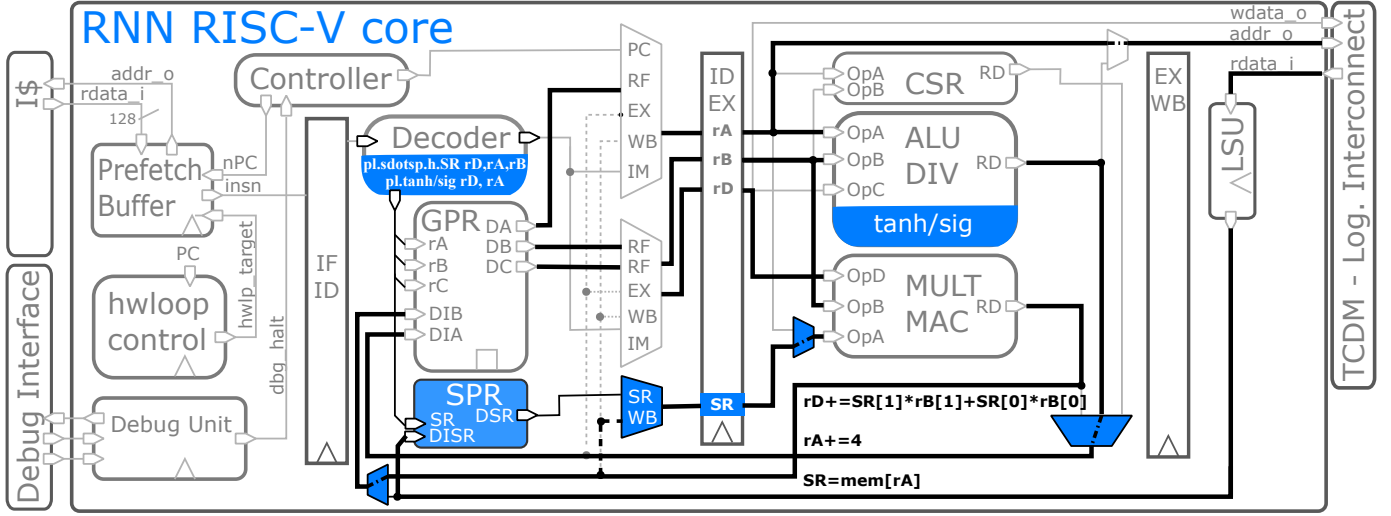 RNN RISC-V core
I$
addr_o
rdata_i
128
Prefetch
Buffer
nPC
insn
hwlp_target
PC
hwloop
control
dbg_halt
Debug Interface
Debug Unit
Controller
IF
ID
Decoder
pl.sdotsp.h.SR rD,rA,rB
pl.tanh/sig rD, rA
GPR
DA
DB
DC
rA
rB
rC
DIB
DIA
SPR
DSR
SR
DISR
PC
RF
EX
WB
IM
RF
RF
EX
WB
IM
SR
WB
ID
EX
rA
rB
rD
SR
OpA
OpB
CSR
RD
OpA
OpB
OpC
ALU
DIV
RD
tanh/sig
OpD
OpB
OpA
MULT
MAC
RD
rD+=SR[1]*rB[1]+SR[0]*rB[0]
rA+=4
SR=mem[rA]
EX
WB
LSU
wdata_o
addr_o
rdata_i
TCDM - Log. Interconnect